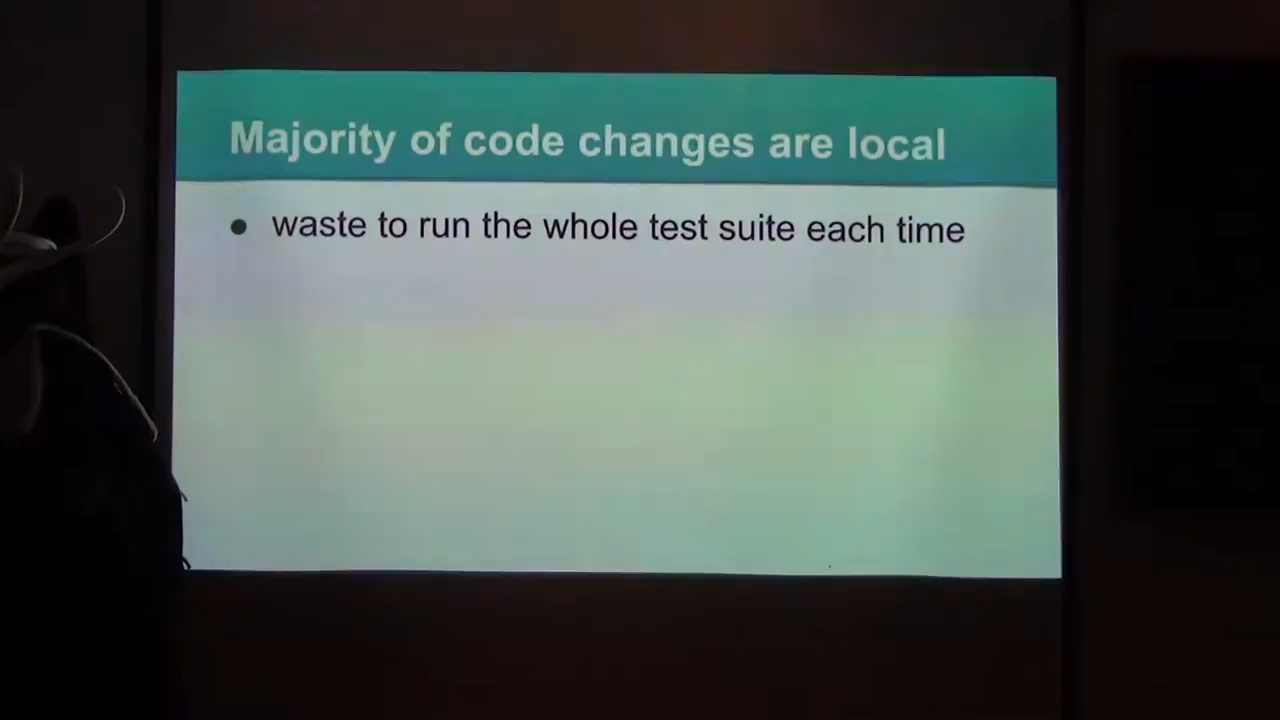 Majority of code changes are local
● waste to run the whole test suite each time